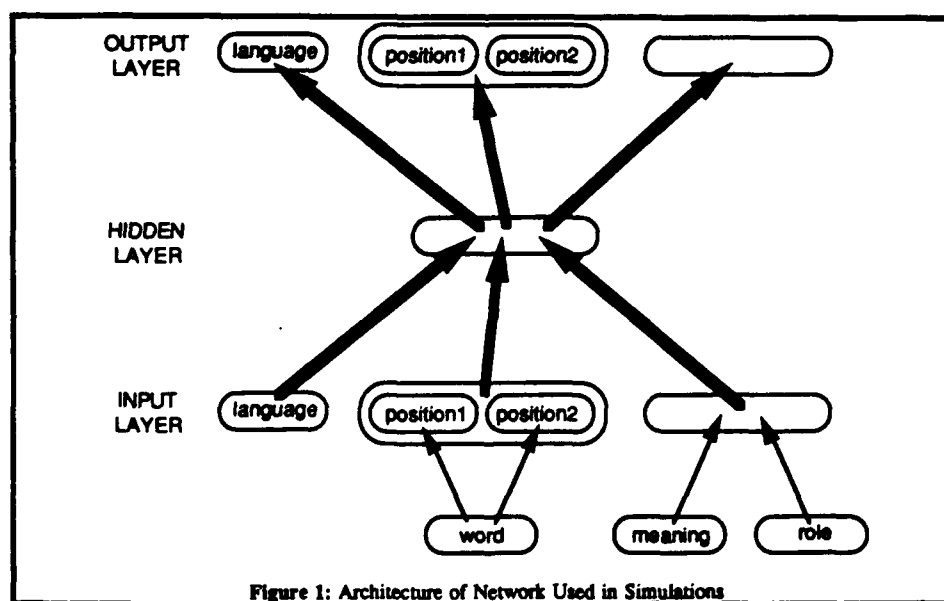 OUTPUT
LAYER
language
position1
position2
HIDDEN
LAYER
INPUT
LAYER
language
position1
position2
word
meaning
role
Figure 1: Architecture of Network Used in Simulations